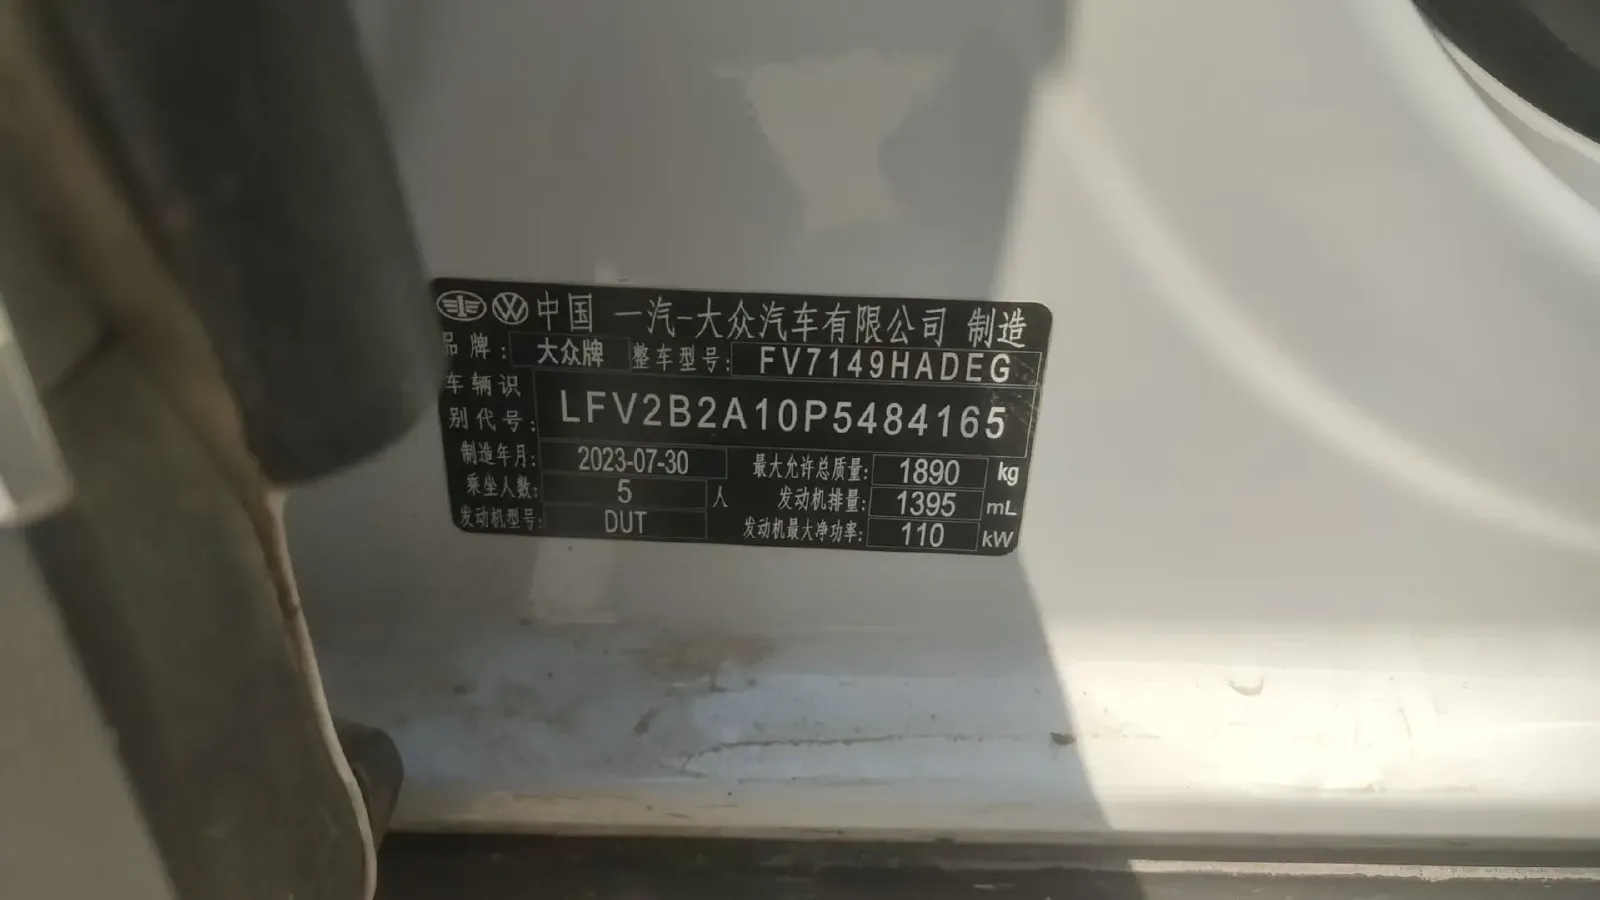 中国 一汽-大众汽车有限公司 制造
品牌: 大众牌 整车型号: FV7149HADEG
车辆识
别代号: LFV2B2A10P5484165
制造年月: 2023-07-30 最大允许总质量: 1890 kg
乘坐人数: 5 人 发动机排量: 1395 mL
发动机型号: DUT 发动机最大净功率: 110 kW